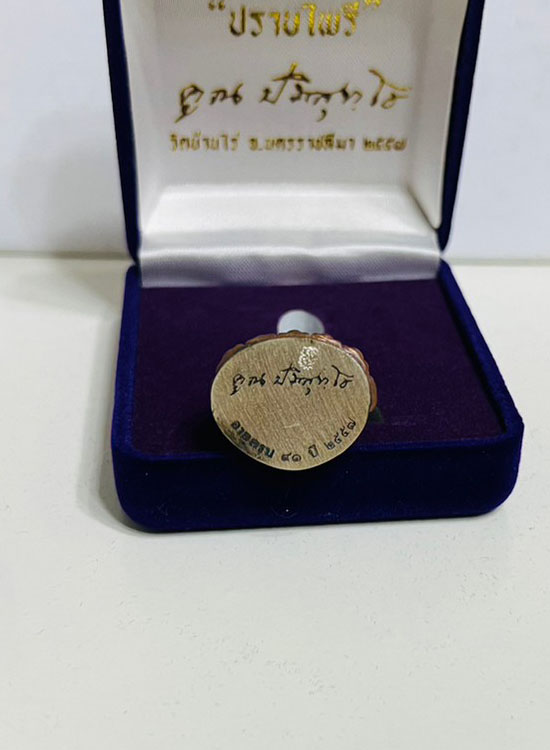 “ปราบไพรี”
คูณ ปริสุทฺโธ
วัดบ้านไร่ จ.นครราชสีมา ๒๕๕๗
คูณ ปริสุทฺโธ
อายุครบ ๙๑ ปี ๒๕๕๗